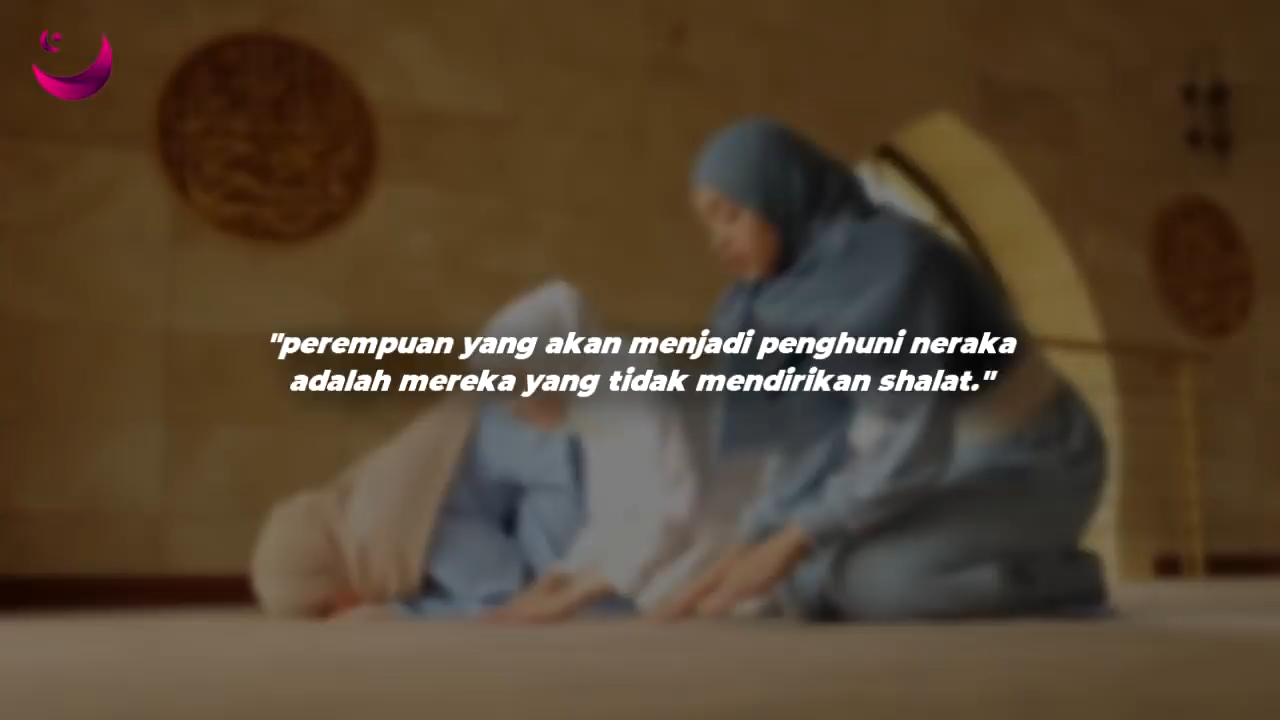 "perempuan yang akan menjadi penghuni neraka
adalah mereka yang tidak mendirikan shalat."